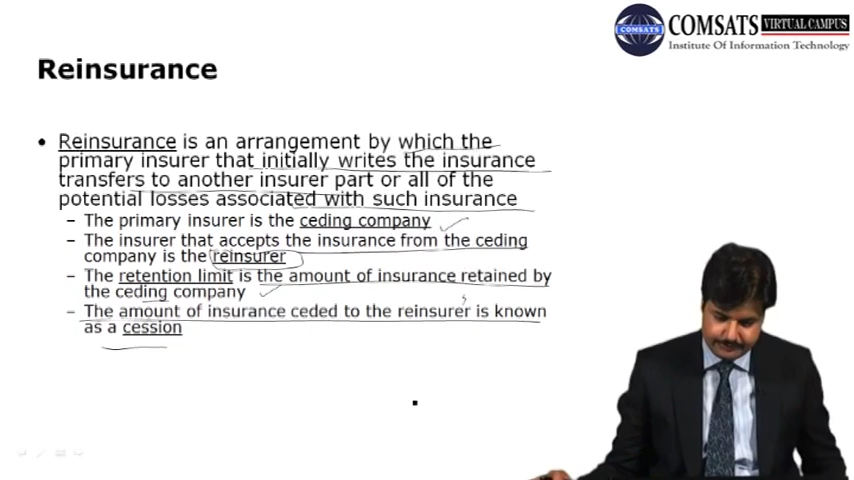 COMSATS VIRTUAL CAMPUS
COMSATS
Institute Of Information Technology
Reinsurance
• Reinsurance is an arrangement by which the
primary insurer that initially writes the insurance
transfers to another insurer part or all of the
potential losses associated with such insurance
– The primary insurer is the ceding company
– The insurer that accepts the insurance from the ceding
company is the reinsurer
– The retention limit is the amount of insurance retained by
the ceding company
– The amount of insurance ceded to the reinsurer is known
as a cession